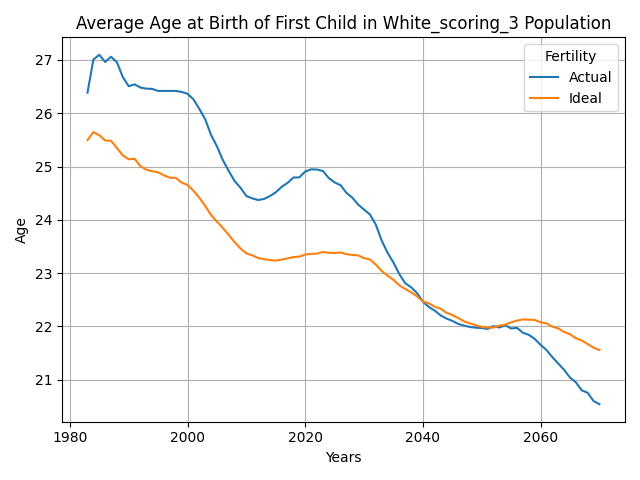 Average Age at Birth of First Child in White_scoring_3 Population
Fertility
Actual
Ideal
27
26
25
24
23
22
21
Age
1980
2000
2020
2040
2060
Years